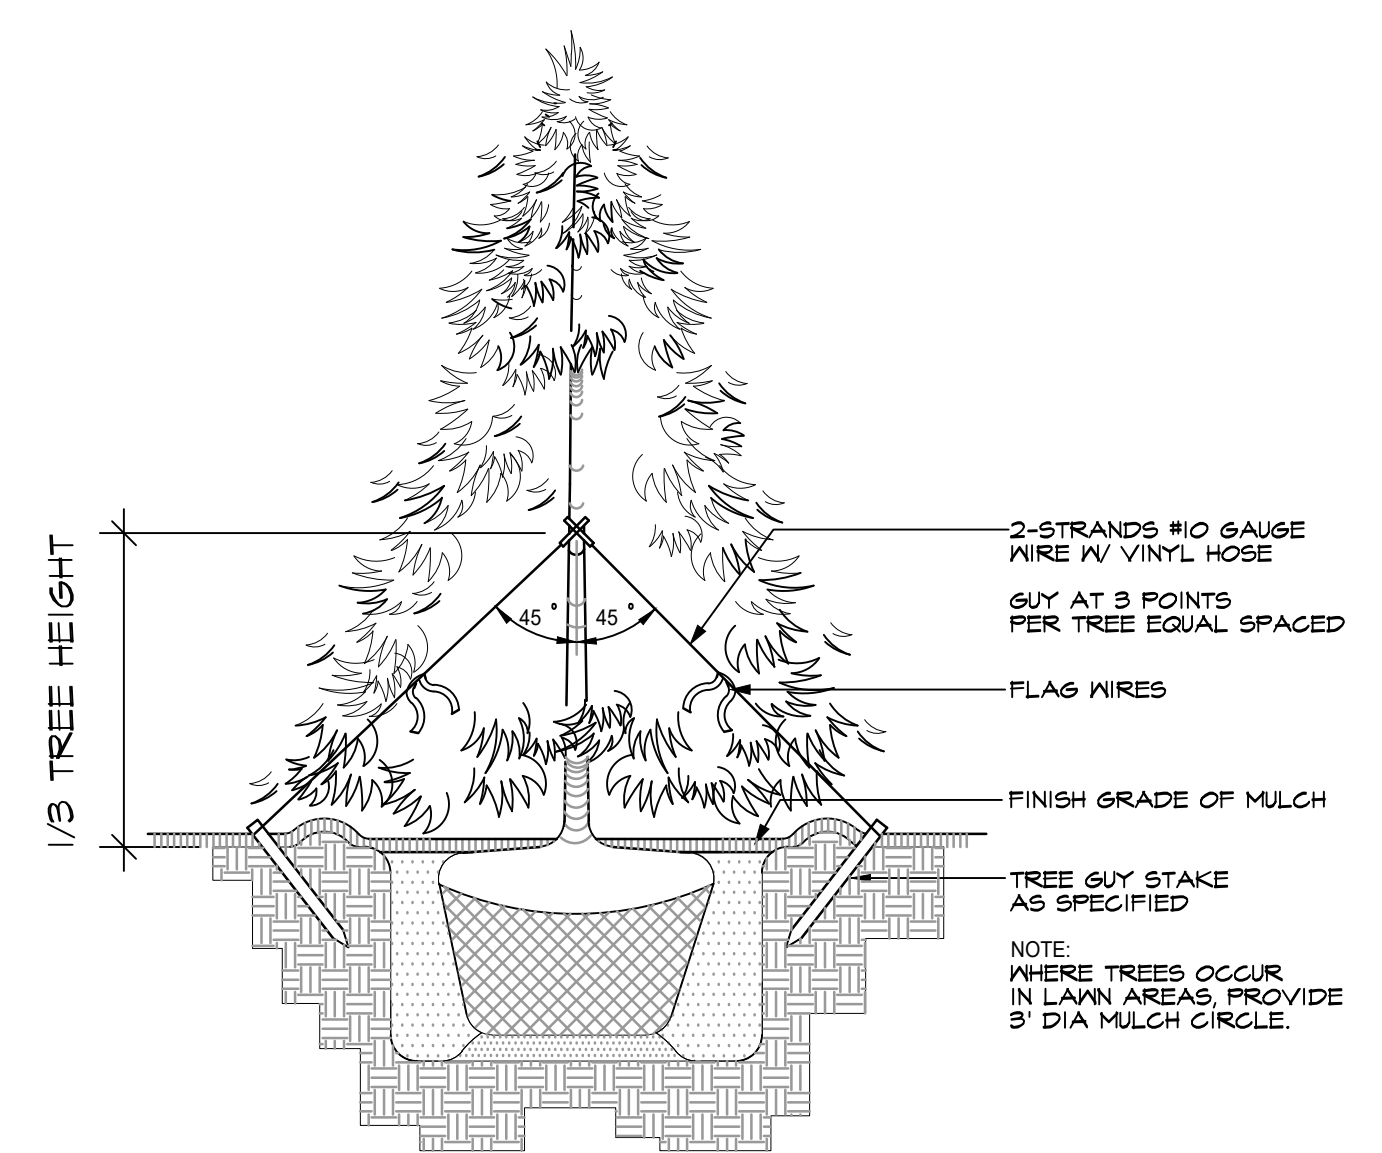 1/3 TREE HEIGHT
45°
45°
2-STRANDS #10 GAUGE
WIRE W/ VINYL HOSE
GUY AT 3 POINTS
PER TREE EQUAL SPACED
FLAG WIRES
FINISH GRADE OF MULCH
TREE GUY STAKE
AS SPECIFIED
NOTE:
WHERE TREES OCCUR
IN LAWN AREAS, PROVIDE
3' DIA MULCH CIRCLE.